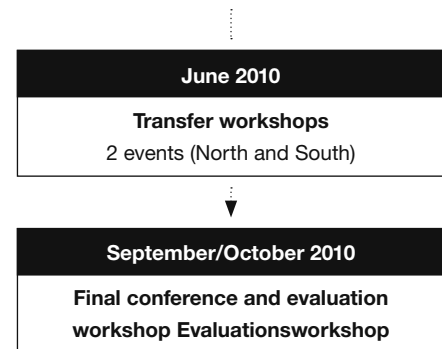 June 2010
Transfer workshops
2 events (North and South)
September/October 2010
Final conference and evaluation
workshop Evaluationsworkshop